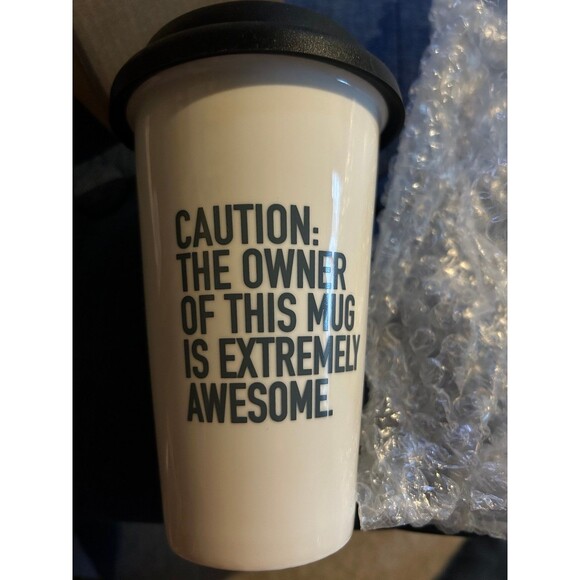 CAUTION:
THE OWNER
OF THIS MUG
IS EXTREMELY
AWESOME.